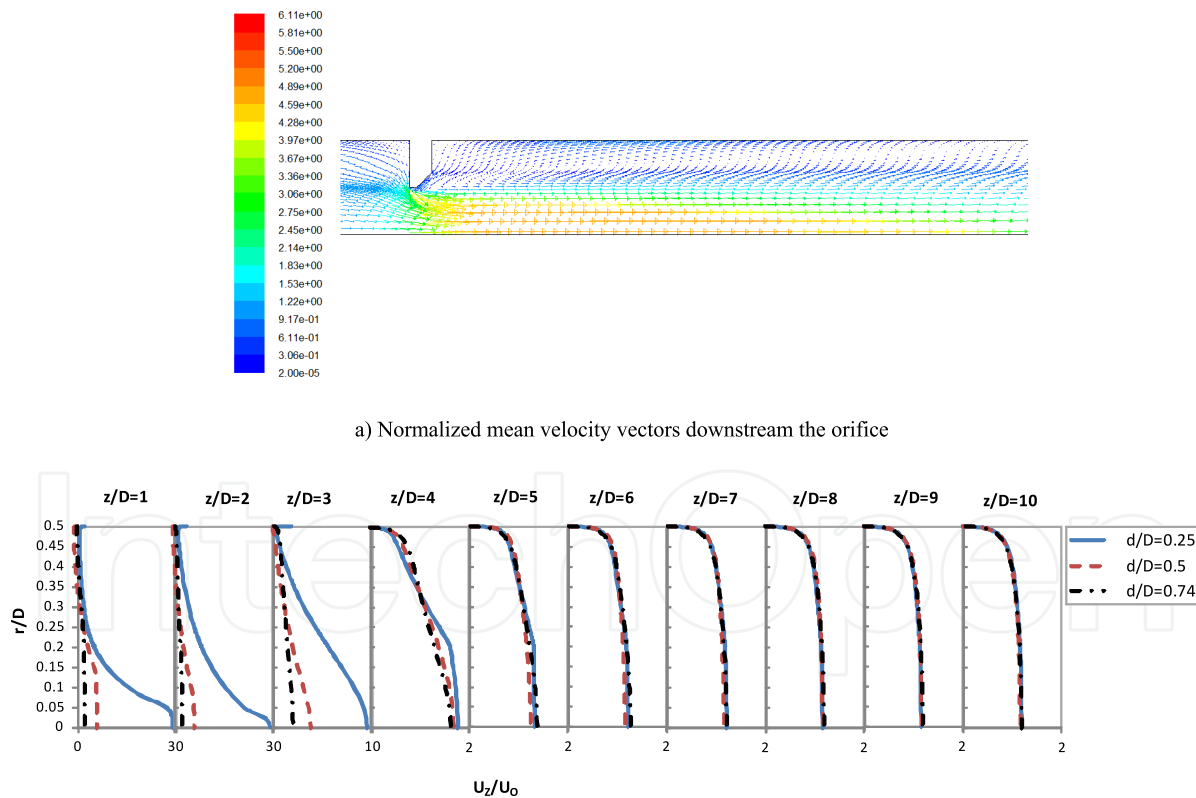 6.11e+00
5.81e+00
5.50e+00
5.20e+00
4.89e+00
4.59e+00
4.28e+00
3.97e+00
3.67e+00
3.36e+00
3.06e+00
2.75e+00
2.45e+00
2.14e+00
1.83e+00
1.53e+00
1.22e+00
9.17e-01
6.11e-01
3.06e-01
2.00e-05
a) Normalized mean velocity vectors downstream the orifice
z/D=1 z/D=2 z/D=3 z/D=4 z/D=5 z/D=6 z/D=7 z/D=8 z/D=9 z/D=10
0.5
0.45
0.4
0.35
0.3
0.25
0.2
0.15
0.1
0.05
0
r/D
0 30 30 10 2 2 2 2 2 2 2
Uz/Uo
d/D=0.25
d/D=0.5
d/D=0.74
IntechOpen